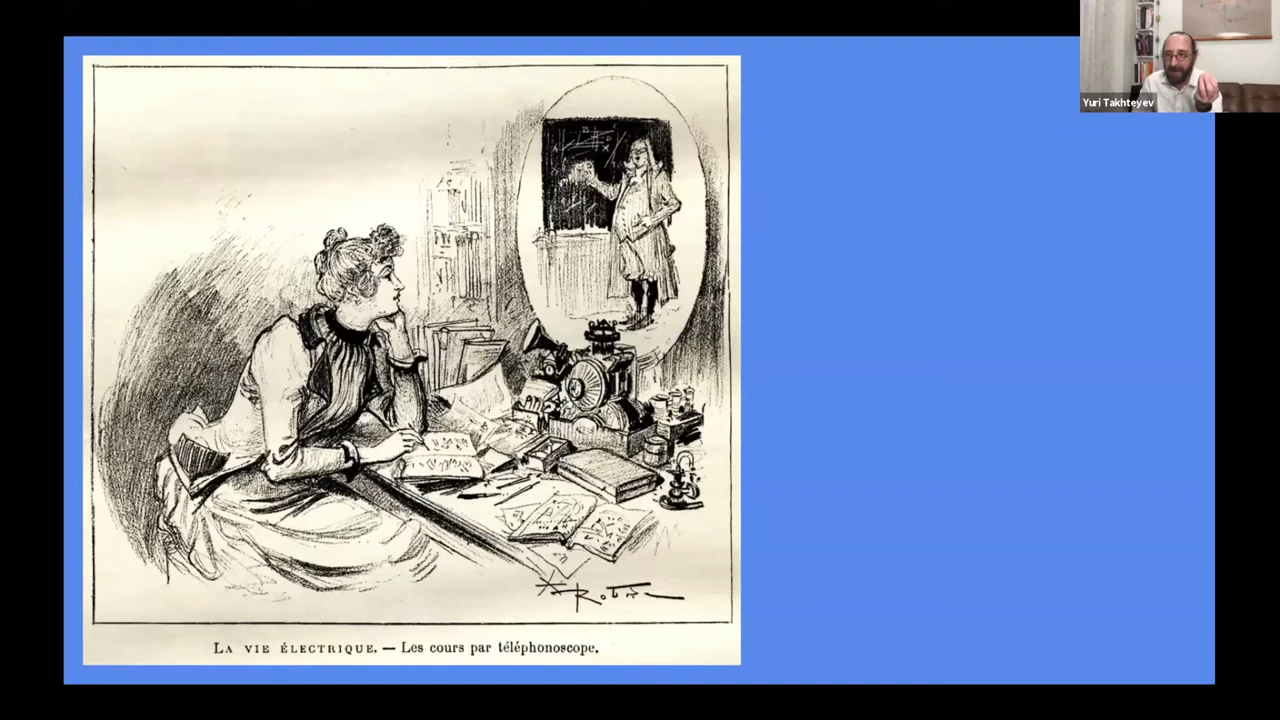 Yuri Takhteyev
A. Robida
LA VIE ÉLECTRIQUE. — Les cours par téléphonoscope.